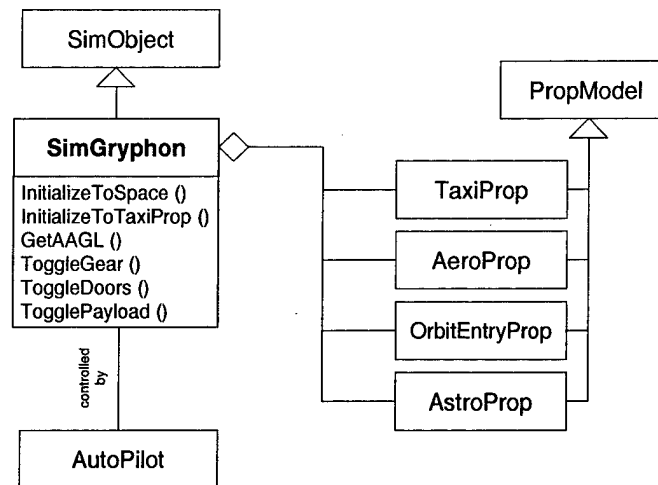 SimObject
PropModel
SimGryphon
InitializeToSpace ()
InitializeToTaxiProp ()
GetAAGL ()
ToggleGear ()
ToggleDoors ()
TogglePayload ()
TaxiProp
AeroProp
OrbitEntryProp
AstroProp
controlled
by
AutoPilot